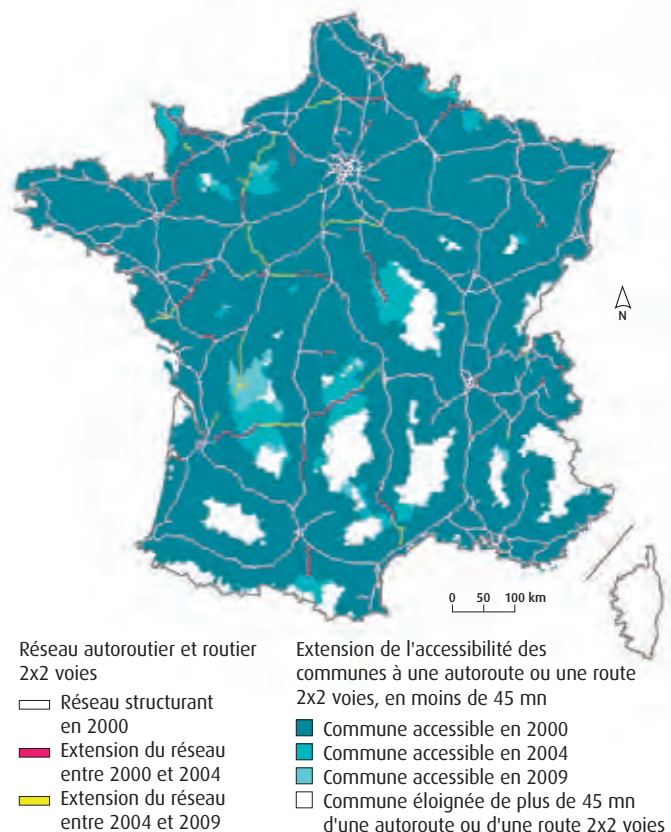 N
0 50 100 km
Réseau autoroutier et routier
2x2 voies
Réseau structurant
en 2000
Extension du réseau
entre 2000 et 2004
Extension du réseau
entre 2004 et 2009
Extension de l'accessibilité des
communes à une autoroute ou une route
2x2 voies, en moins de 45 mn
Commune accessible en 2000
Commune accessible en 2004
Commune accessible en 2009
Commune éloignée de plus de 45 mn
d'une autoroute ou d'une route 2x2 voies